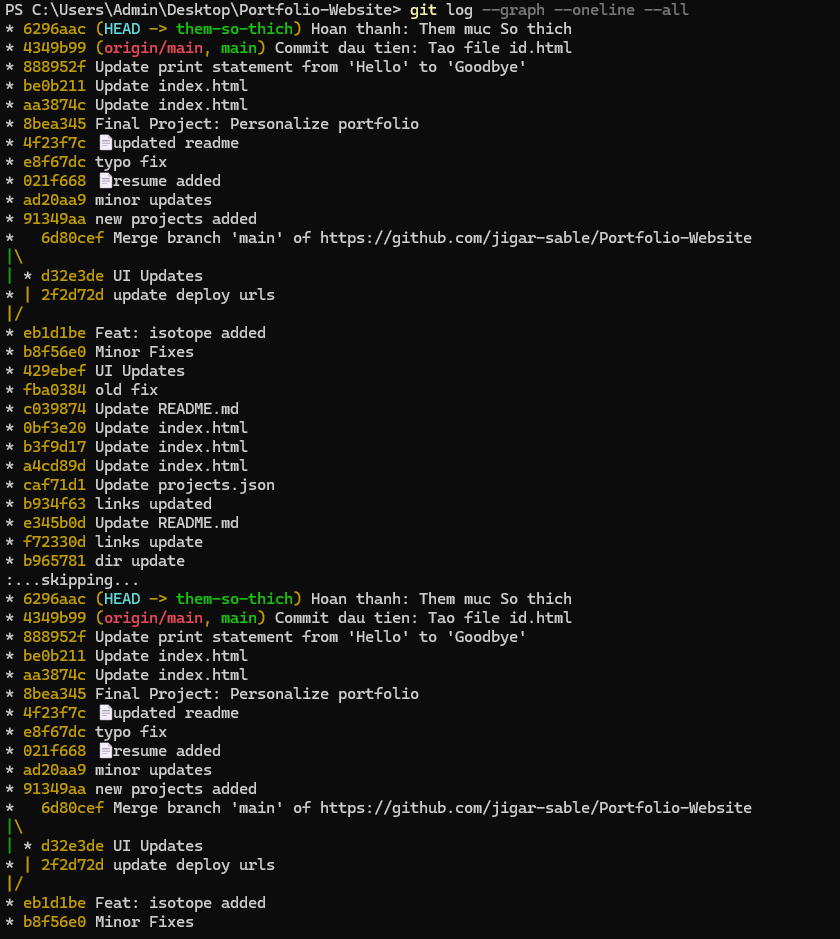 PS C:\Users\Admin\Desktop\Portfolio-Website> git log --graph --oneline --all
* 6296aac (HEAD -> them-so-thich) Hoan thanh: Them muc So thich
* 4349b99 (origin/main, main) Commit dau tien: Tao file id.html
* 888952f Update print statement from 'Hello' to 'Goodbye'
* be0b211 Update index.html
* aa3874c Update index.html
* 8bea345 Final Project: Personalize portfolio
* 4f23f7c 📄updated readme
* e8f67dc typo fix
* 021f668 📄resume added
* ad20aa9 minor updates
* 91349aa new projects added
*   6d80cef Merge branch 'main' of https://github.com/jigar-sable/Portfolio-Website
|\
| * d32e3de UI Updates
* | 2f2d72d update deploy urls
|/
* eb1d1be Feat: isotope added
* b8f56e0 Minor Fixes
* 429ebef UI Updates
* fba0384 old fix
* c039874 Update README.md
* 0bf3e20 Update index.html
* b3f9d17 Update index.html
* a4cd89d Update index.html
* caf71d1 Update projects.json
* b934f63 links updated
* e345b0d Update README.md
* f72330d links update
* b965781 dir update
:...skipping...
* 6296aac (HEAD -> them-so-thich) Hoan thanh: Them muc So thich
* 4349b99 (origin/main, main) Commit dau tien: Tao file id.html
* 888952f Update print statement from 'Hello' to 'Goodbye'
* be0b211 Update index.html
* aa3874c Update index.html
* 8bea345 Final Project: Personalize portfolio
* 4f23f7c 📄updated readme
* e8f67dc typo fix
* 021f668 📄resume added
* ad20aa9 minor updates
* 91349aa new projects added
*   6d80cef Merge branch 'main' of https://github.com/jigar-sable/Portfolio-Website
|\
| * d32e3de UI Updates
* | 2f2d72d update deploy urls
|/
* eb1d1be Feat: isotope added
* b8f56e0 Minor Fixes